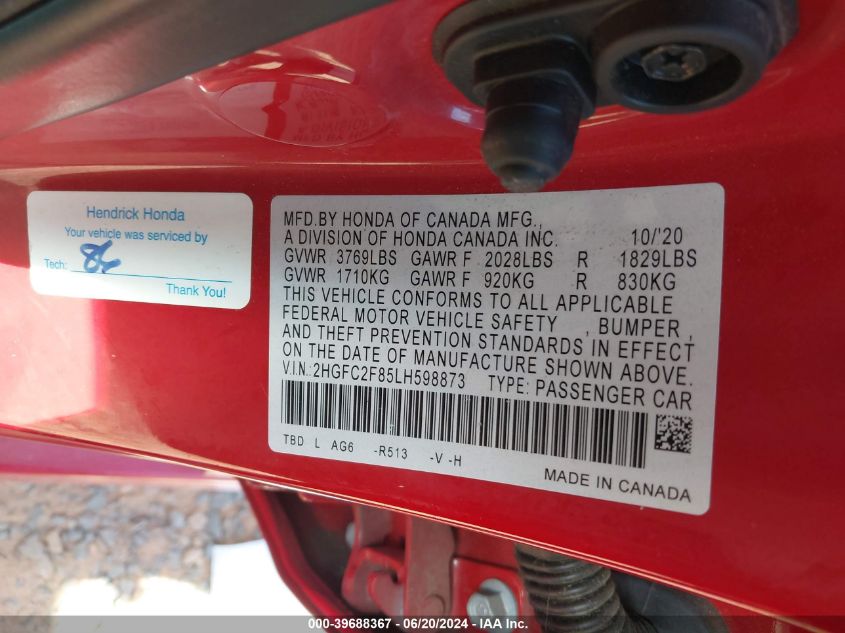 Hendrick Honda
Your vehicle was serviced by
Tech:
Thank You!
MFD.BY HONDA OF CANADA MFG.,
A DIVISION OF HONDA CANADA INC. 10/'20
GVWR 3769LBS GAWR F 2028LBS R 1829LBS
GVWR 1710KG GAWR F 920KG R 830KG
THIS VEHICLE CONFORMS TO ALL APPLICABLE
FEDERAL MOTOR VEHICLE SAFETY , BUMPER ,
AND THEFT PREVENTION STANDARDS IN EFFECT
ON THE DATE OF MANUFACTURE SHOWN ABOVE.
V.I.N.:2HGFC2F85LH598873 TYPE: PASSENGER CAR
TBD L AG6 -R513 -V -H
MADE IN CANADA
000-39688367 - 06/20/2024 - IAA Inc.